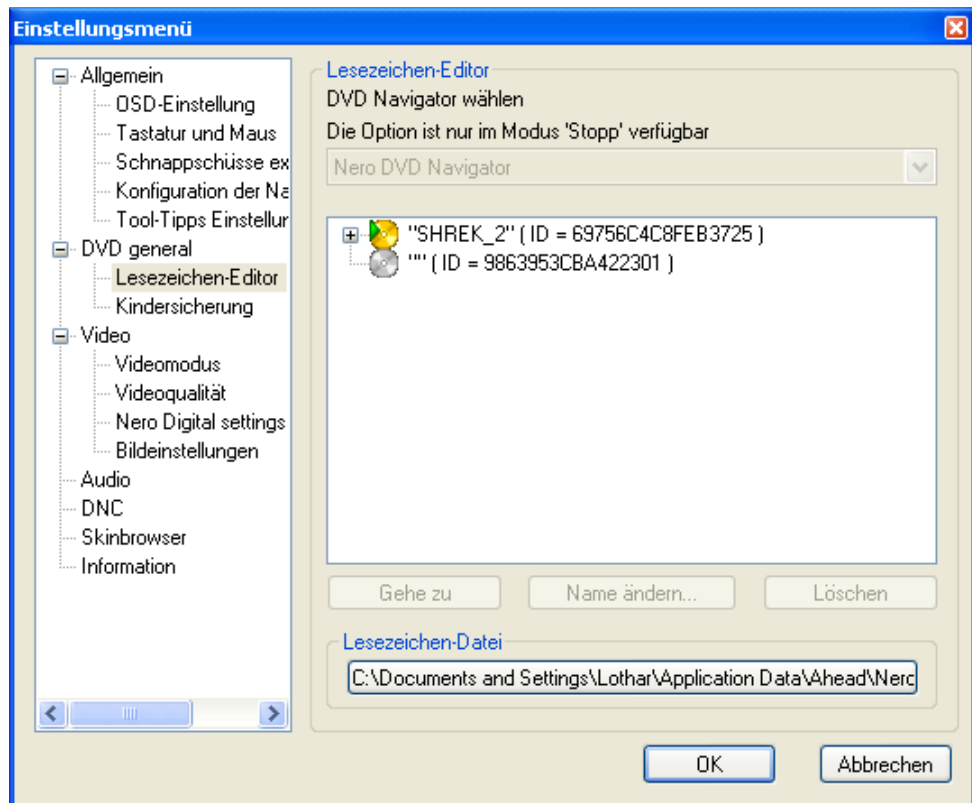 Einstellungsmenü
Allgemein
OSD-Einstellung
Tastatur und Maus
Schnappschüsse ex
Konfiguration der Na
Tool-Tipps Einstellur
DVD general
Lesezeichen-Editor
Kindersicherung
Video
Videomodus
Videoqualität
Nero Digital settings
Bildeinstellungen
Audio
DNC
Skinbrowser
Information
Lesezeichen-Editor
DVD Navigator wählen
Die Option ist nur im Modus 'Stopp' verfügbar
Nero DVD Navigator
"SHREK_2" ( ID = 69756C4C8FEB3725 )
"" ( ID = 9863953CBA422301 )
Gehe zu
Name ändern...
Löschen
Lesezeichen-Datei
C:\Documents and Settings\Lothar\Application Data\Ahead\Nero
OK
Abbrechen